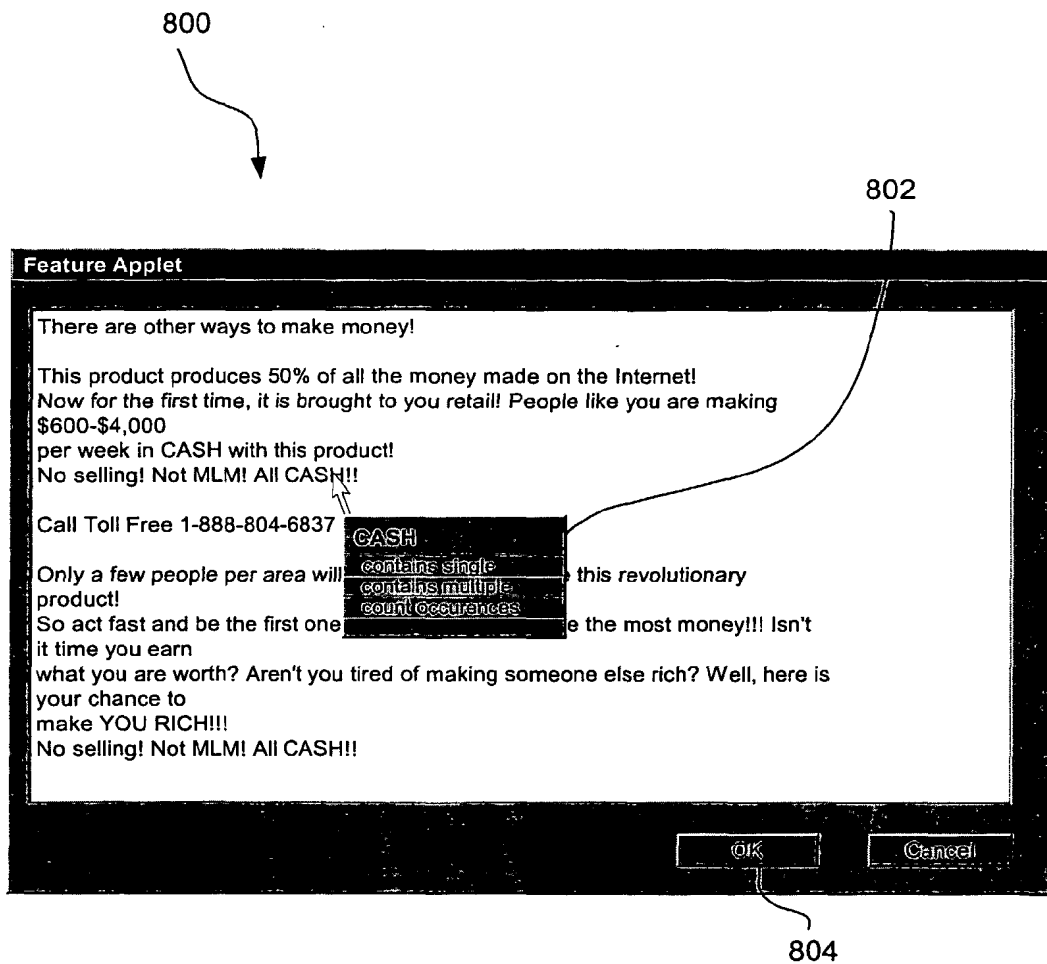 800
802
Feature Applet
There are other ways to make money!
This product produces 50% of all the money made on the Internet!
Now for the first time, it is brought to you retail! People like you are making
$600-$4,000
per week in CASH with this product!
No selling! Not MLM! All CASH!!
Call Toll Free 1-888-804-6837
CASH
contains single
contains multiple
count occurences
Only a few people per area will this revolutionary
product!
So act fast and be the first one e the most money!!! Isn't
it time you earn
what you are worth? Aren't you tired of making someone else rich? Well, here is
your chance to
make YOU RICH!!!
No selling! Not MLM! All CASH!!
OK Cancel
804